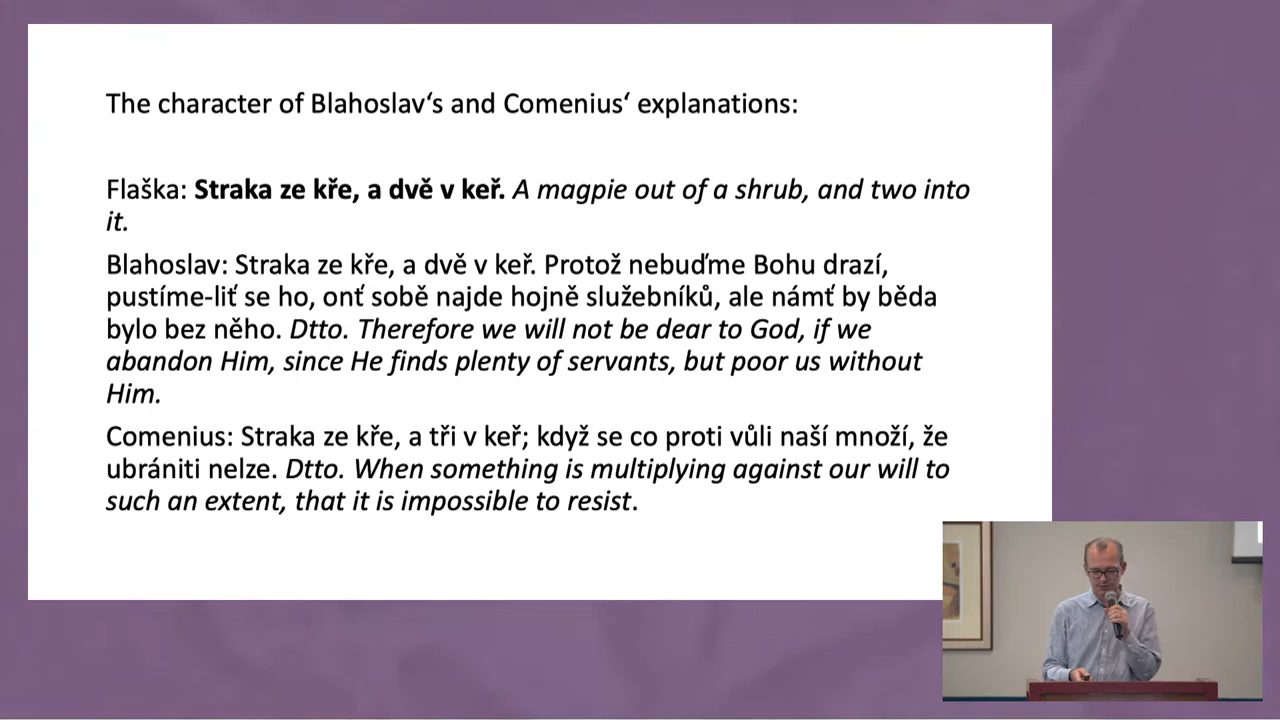 The character of Blahoslav‘s and Comenius‘ explanations:
Flaška: Straka ze kře, a dvě v keř. A magpie out of a shrub, and two into
it.
Blahoslav: Straka ze kře, a dvě v keř. Protož nebuďme Bohu drazí,
pustíme-liť se ho, onť sobě najde hojně služebníků, ale námť by běda
bylo bez něho. Dtto. Therefore we will not be dear to God, if we
abandon Him, since He finds plenty of servants, but poor us without
Him.
Comenius: Straka ze kře, a tři v keř; když se co proti vůli naší množí, že
ubrániti nelze. Dtto. When something is multiplying against our will to
such an extent, that it is impossible to resist.